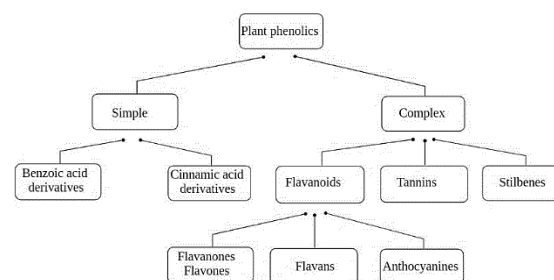 Plant phenolics
Simple
Complex
Benzoic acid
derivatives
Cinnamic acid
derivatives
Flavanoids
Tannins
Stilbenes
Flavanones
Flavones
Flavans
Anthocyanines